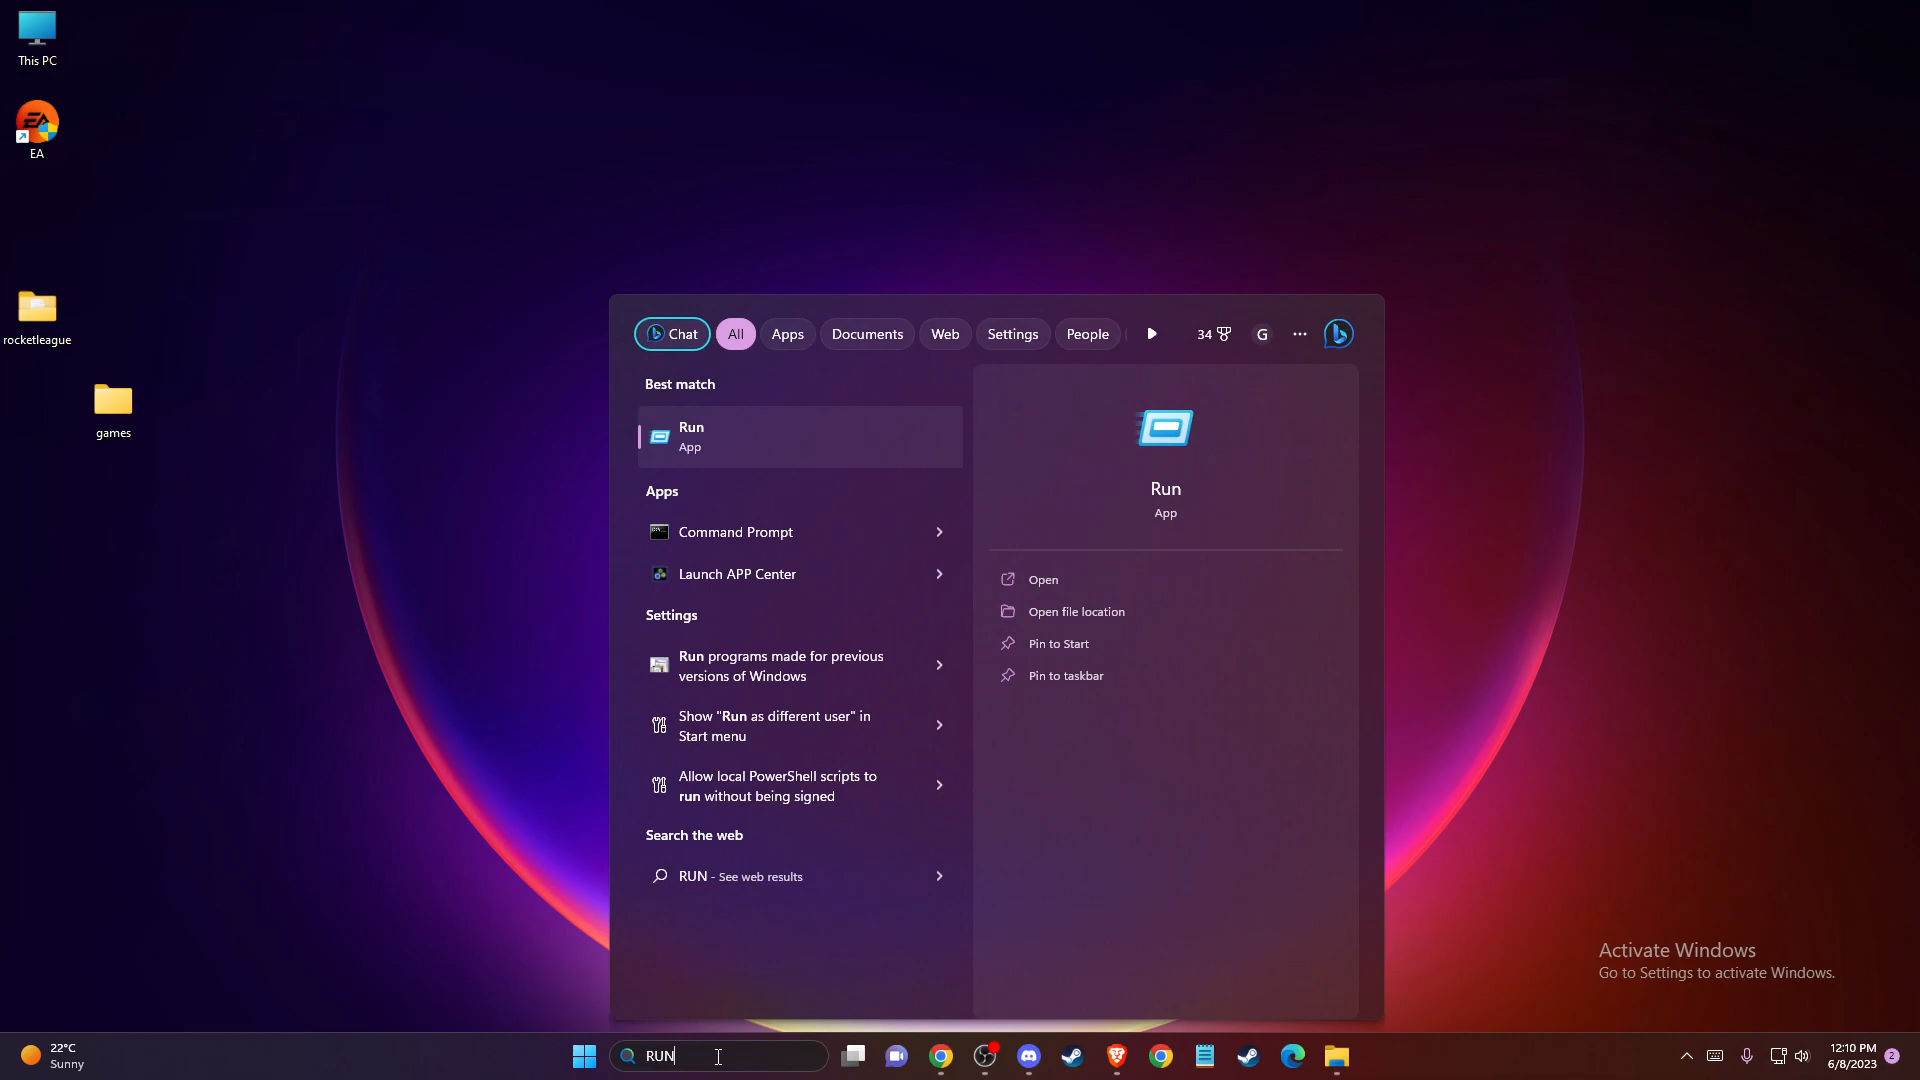 This PC
EA
EA
rocketleague
games
Chat
All
Apps
Documents
Web
Settings
People
34
G
Best match
Run
App
Apps
Command Prompt
Launch APP Center
Settings
Run programs made for previous
versions of Windows
Show "Run as different user" in
Start menu
Allow local PowerShell scripts to
run without being signed
Search the web
RUN - See web results
Run
App
Open
Open file location
Pin to Start
Pin to taskbar
Activate Windows
Go to Settings to activate Windows.
22°C
Sunny
RUN
12:10 PM
6/8/2023
2